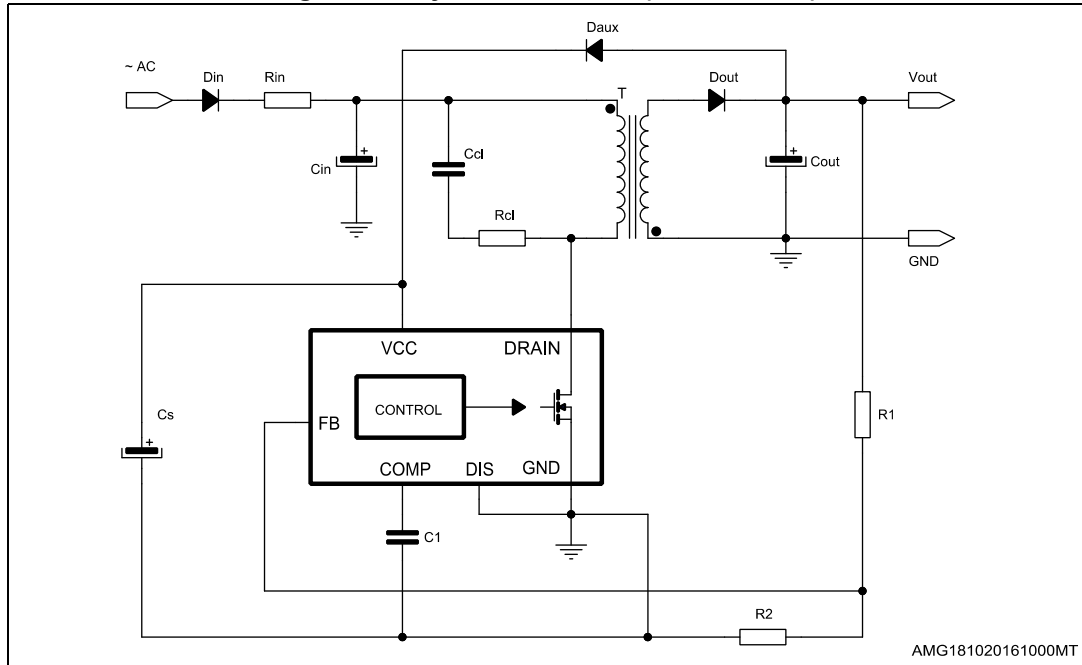 Daux
~ AC
Din
Rin
T
Dout
Vout
+
Cin
Ccl
+
Cout
Rcl
GND
VCC
DRAIN
CONTROL
FB
R1
Cs
+
COMP
DIS
GND
C1
R2
AMG181020161000MT